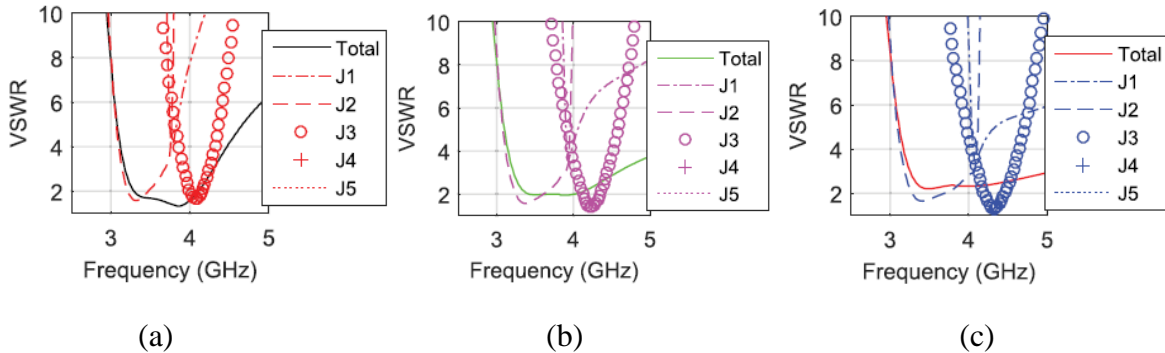 VSWR
10
8
6
4
2
3
4
5
Frequency (GHz)
Total
J1
J2
J3
J4
J5
(a)
VSWR
10
8
6
4
2
3
4
5
Frequency (GHz)
Total
J1
J2
J3
J4
J5
(b)
VSWR
10
8
6
4
2
3
4
5
Frequency (GHz)
Total
J1
J2
J3
J4
J5
(c)